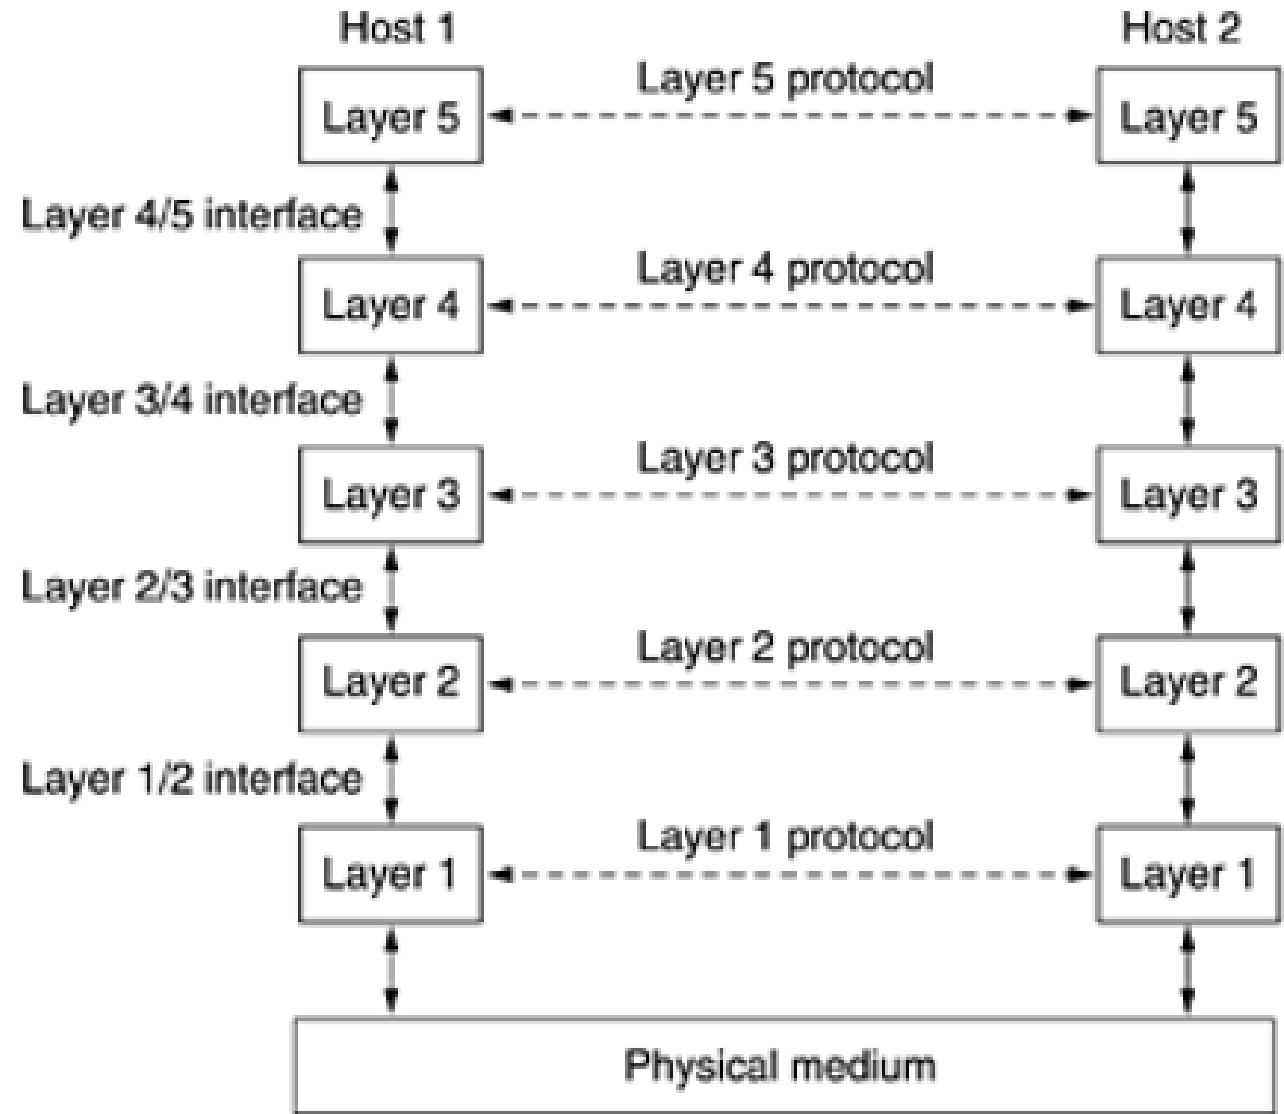 Host 1
Host 2
Layer 5 protocol
Layer 5
Layer 5
Layer 4/5 interface
Layer 4 protocol
Layer 4
Layer 4
Layer 3/4 interface
Layer 3 protocol
Layer 3
Layer 3
Layer 2/3 interface
Layer 2 protocol
Layer 2
Layer 2
Layer 1/2 interface
Layer 1 protocol
Layer 1
Layer 1
Physical medium